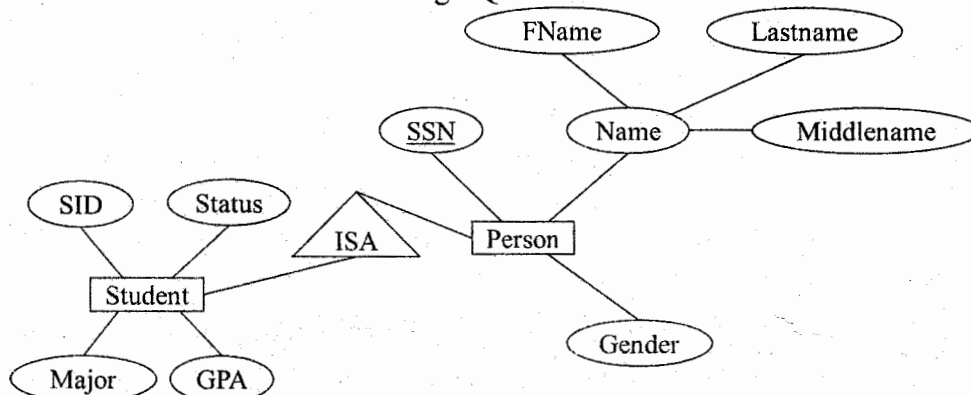 FName
Lastname
SSN
Name
Middlename
SID
Status
ISA
Person
Student
Gender
Major
GPA